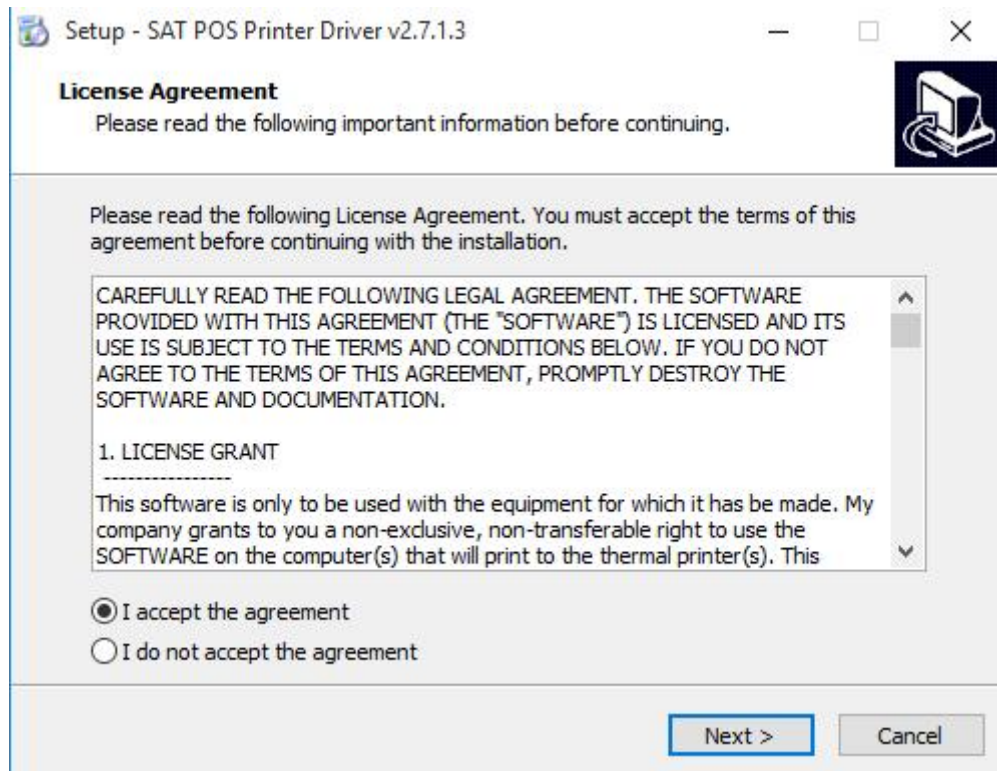 Setup - SAT POS Printer Driver v2.7.1.3
License Agreement
Please read the following important information before continuing.
Please read the following License Agreement. You must accept the terms of this
agreement before continuing with the installation.
CAREFULLY READ THE FOLLOWING LEGAL AGREEMENT. THE SOFTWARE
PROVIDED WITH THIS AGREEMENT (THE "SOFTWARE") IS LICENSED AND ITS
USE IS SUBJECT TO THE TERMS AND CONDITIONS BELOW. IF YOU DO NOT
AGREE TO THE TERMS OF THIS AGREEMENT, PROMPTLY DESTROY THE
SOFTWARE AND DOCUMENTATION.
1. LICENSE GRANT
----------------
This software is only to be used with the equipment for which it has be made. My
company grants to you a non-exclusive, non-transferable right to use the
SOFTWARE on the computer(s) that will print to the thermal printer(s). This
I accept the agreement
I do not accept the agreement
Next >
Cancel